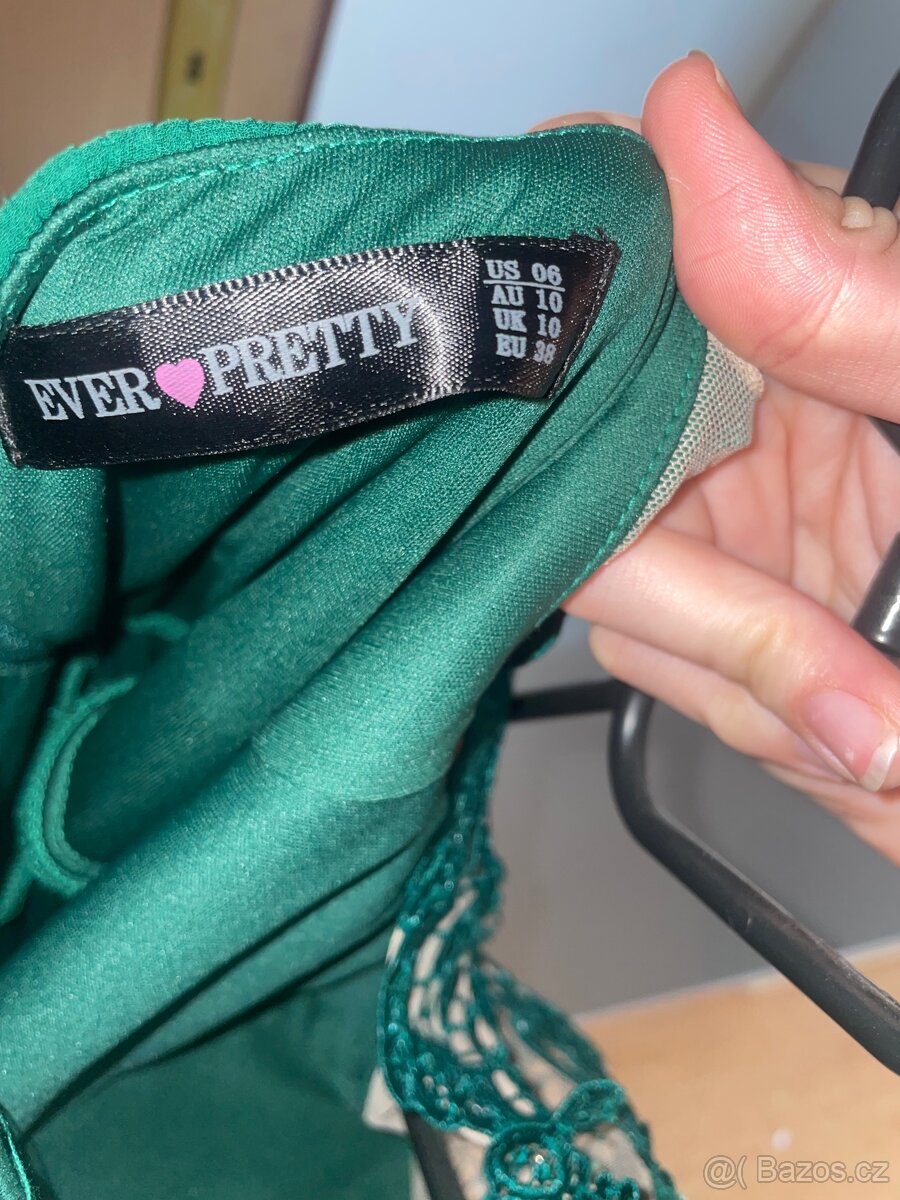 EVER PRETTY
US 06
AU 10
UK 10
EU 38
@( Bazos.cz